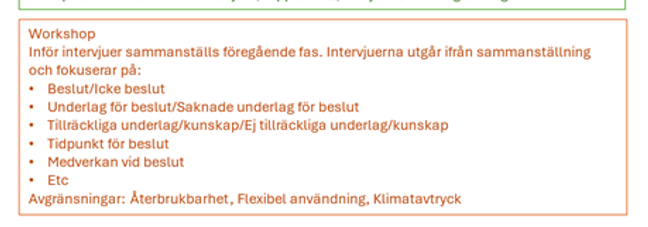 Workshop
Inför intervjuer sammanställs föregående fas. Intervjuerna utgår ifrån sammanställning
och fokuserar på:
• Beslut/Icke beslut
• Underlag för beslut/Saknade underlag för beslut
• Tillräckliga underlag/kunskap/Ej tillräckliga underlag/kunskap
• Tidpunkt för beslut
• Medverkan vid beslut
• Etc
Avgränsningar: Återbrukbarhet, Flexibel användning, Klimatavtryck